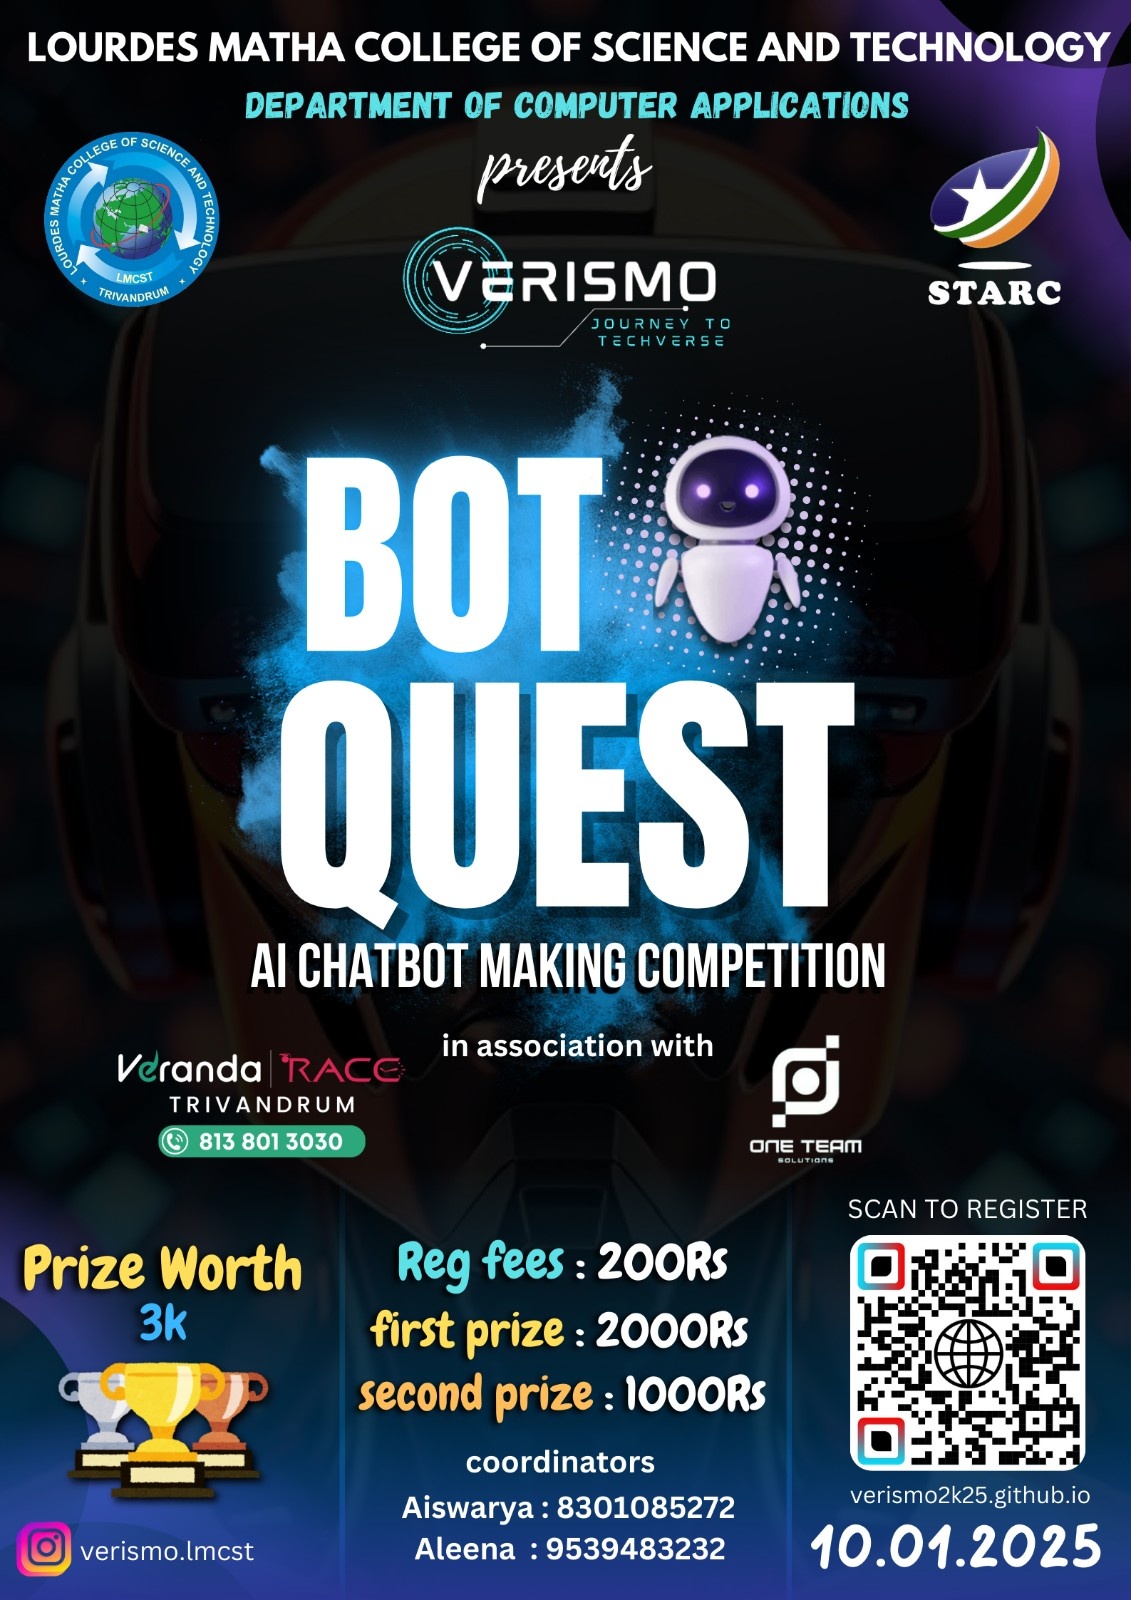 LOURDES MATHA COLLEGE OF SCIENCE AND TECHNOLOGY
DEPARTMENT OF COMPUTER APPLICATIONS
presents
LOURDES MATHA COLLEGE OF SCIENCE AND TECHNOLOGY
LMCST
TRIVANDRUM
VERISMO
JOURNEY TO
TECHVERSE
STARC
BOT
QUEST
AI CHATBOT MAKING COMPETITION
in association with
Veranda RACE
TRIVANDRUM
813 801 3030
ONE TEAM
SOLUTIONS
SCAN TO REGISTER
Prize Worth
3k
Reg fees : 200Rs
first prize : 2000Rs
second prize : 1000Rs
coordinators
Aiswarya : 8301085272
Aleena : 9539483232
verismo.lmcst
verismo2k25.github.io
10.01.2025